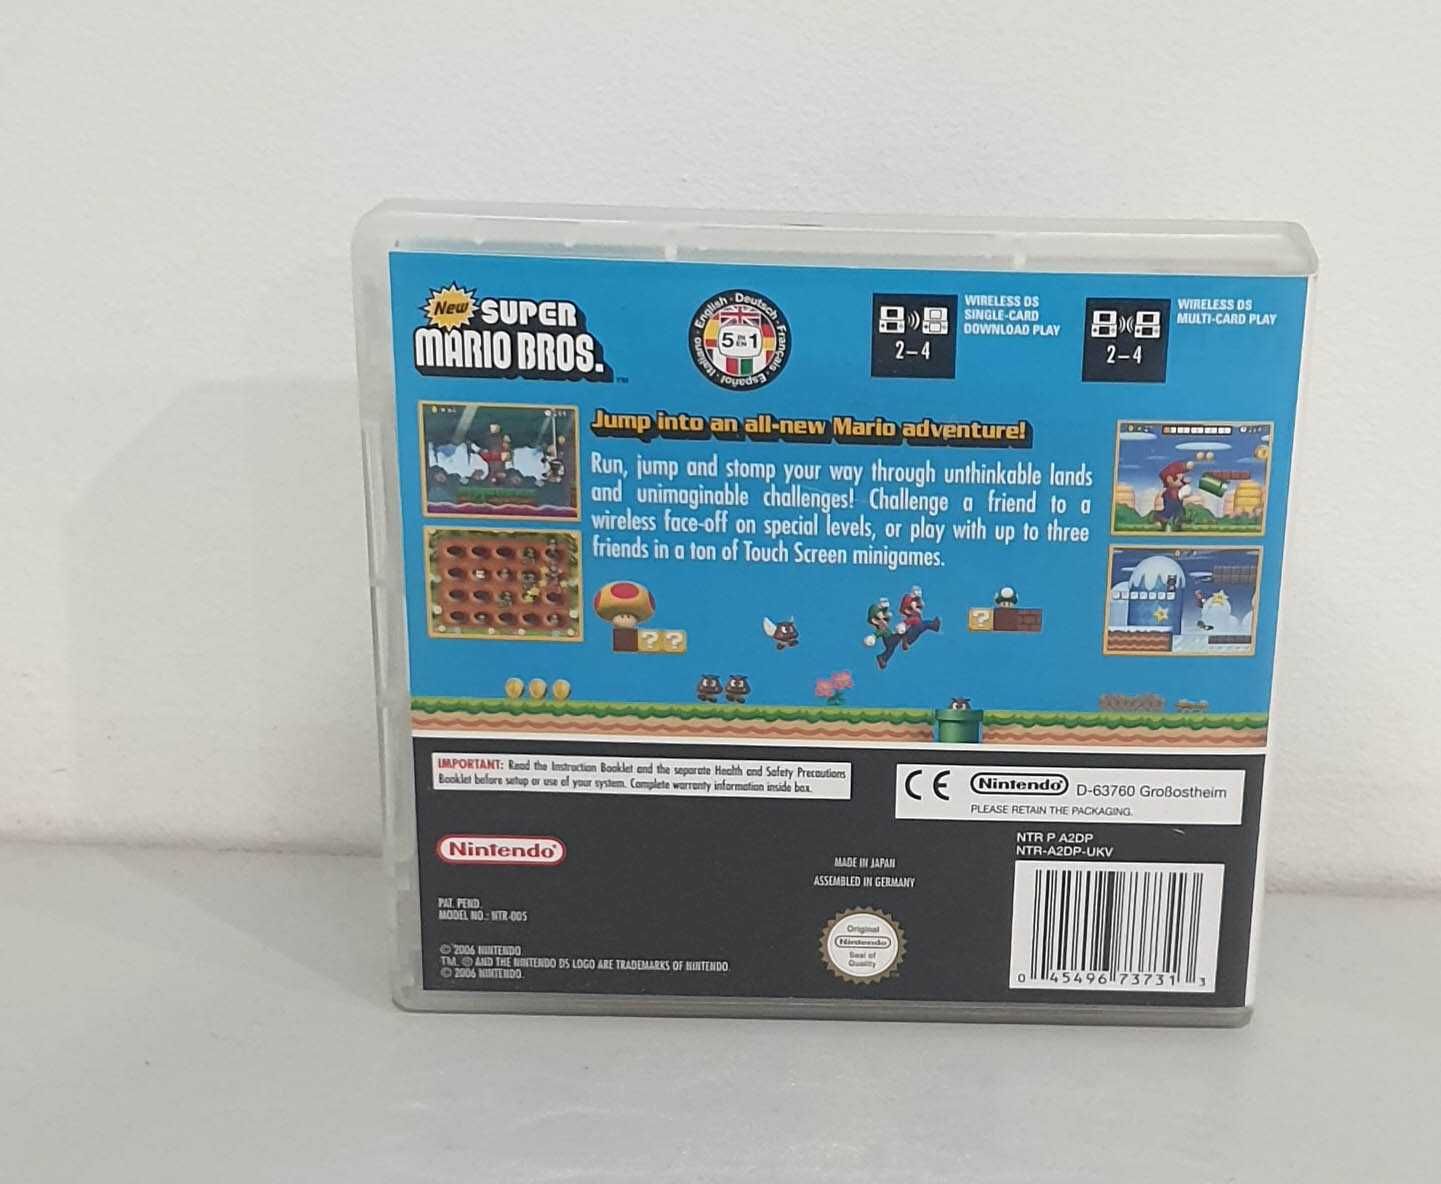 New SUPER
MARIO BROS.
TM
English · Deutsch · Français · Español · Italiano
5 IN EN 1
2-4
WIRELESS DS
SINGLE-CARD
DOWNLOAD PLAY
2-4
WIRELESS DS
MULTI-CARD PLAY
Jump into an all-new Mario adventure!
Run, jump and stomp your way through unthinkable lands
and unimaginable challenges! Challenge a friend to a
wireless face-off on special levels, or play with up to three
friends in a ton of Touch Screen minigames.
IMPORTANT: Read the Instruction Booklet and the separate Health and Safety Precautions
Booklet before setup or use of your system. Complete warranty information inside box.
CE Nintendo® D-63760 Großostheim
PLEASE RETAIN THE PACKAGING.
Nintendo®
PAT. PEND.
MODEL NO.: NTR-005
© 2006 NINTENDO.
TM, ® AND THE NINTENDO DS LOGO ARE TRADEMARKS OF NINTENDO.
© 2006 NINTENDO.
MADE IN JAPAN
ASSEMBLED IN GERMANY
Original
Nintendo
Seal of
Quality
NTR P A2DP
NTR-A2DP-UKV
0 45496 73731 3